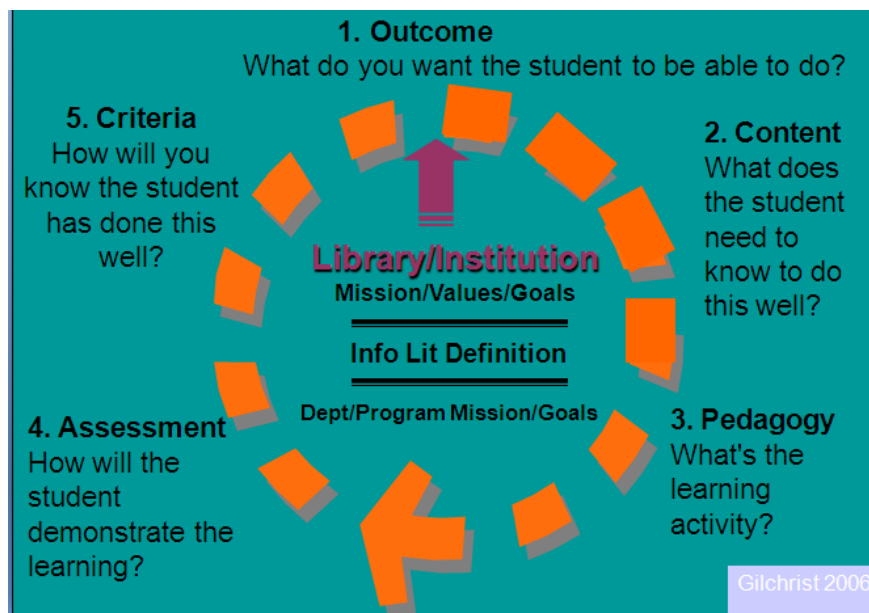 1. Outcome
What do you want the student to be able to do?
2. Content
What does
the student
need to
know to do
this well?
3. Pedagogy
What's the
learning
activity?
4. Assessment
How will the
student
demonstrate the
learning?
5. Criteria
How will you
know the student
has done this
well?
Library/Institution
Mission/Values/Goals
Info Lit Definition
Dept/Program Mission/Goals
Gilchrist 2006